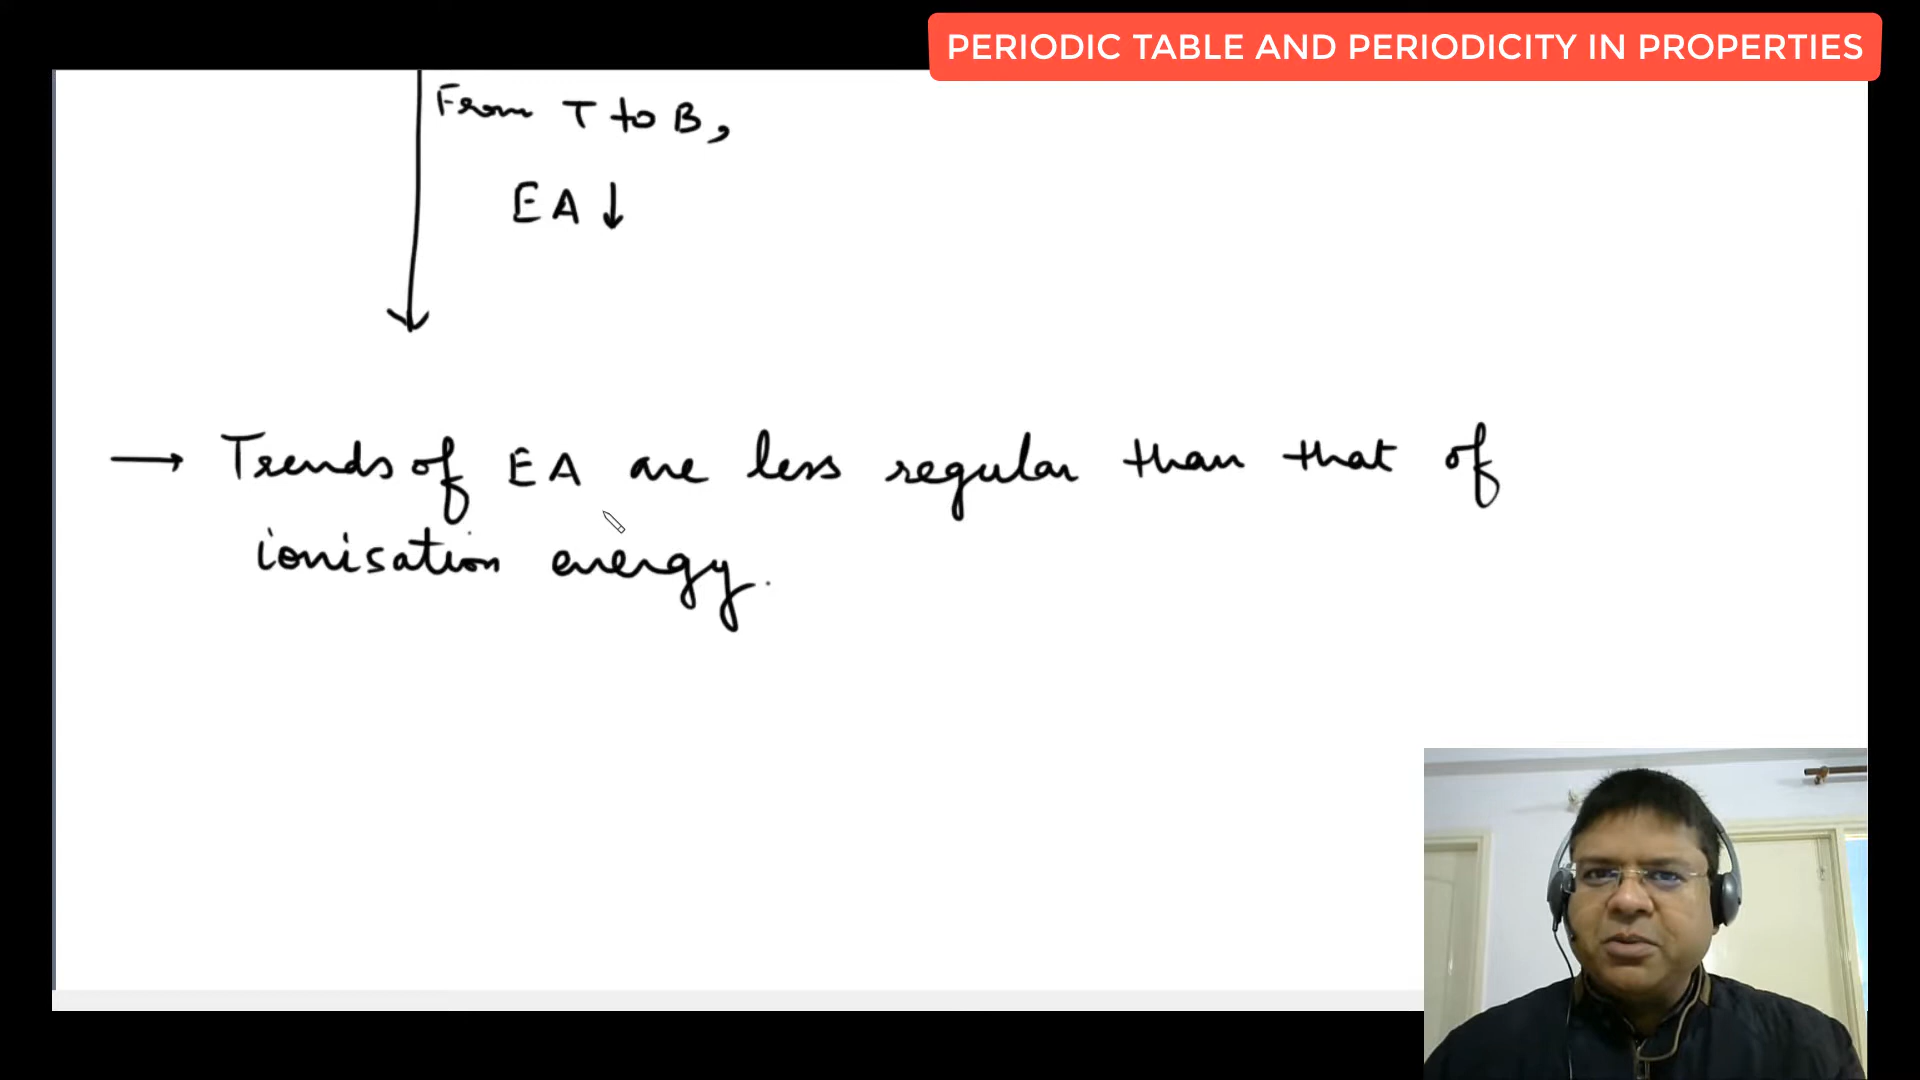 PERIODIC TABLE AND PERIODICITY IN PROPERTIES
From T to B,
EA ↓
→ Trends of EA are less regular than that of
ionisation energy.